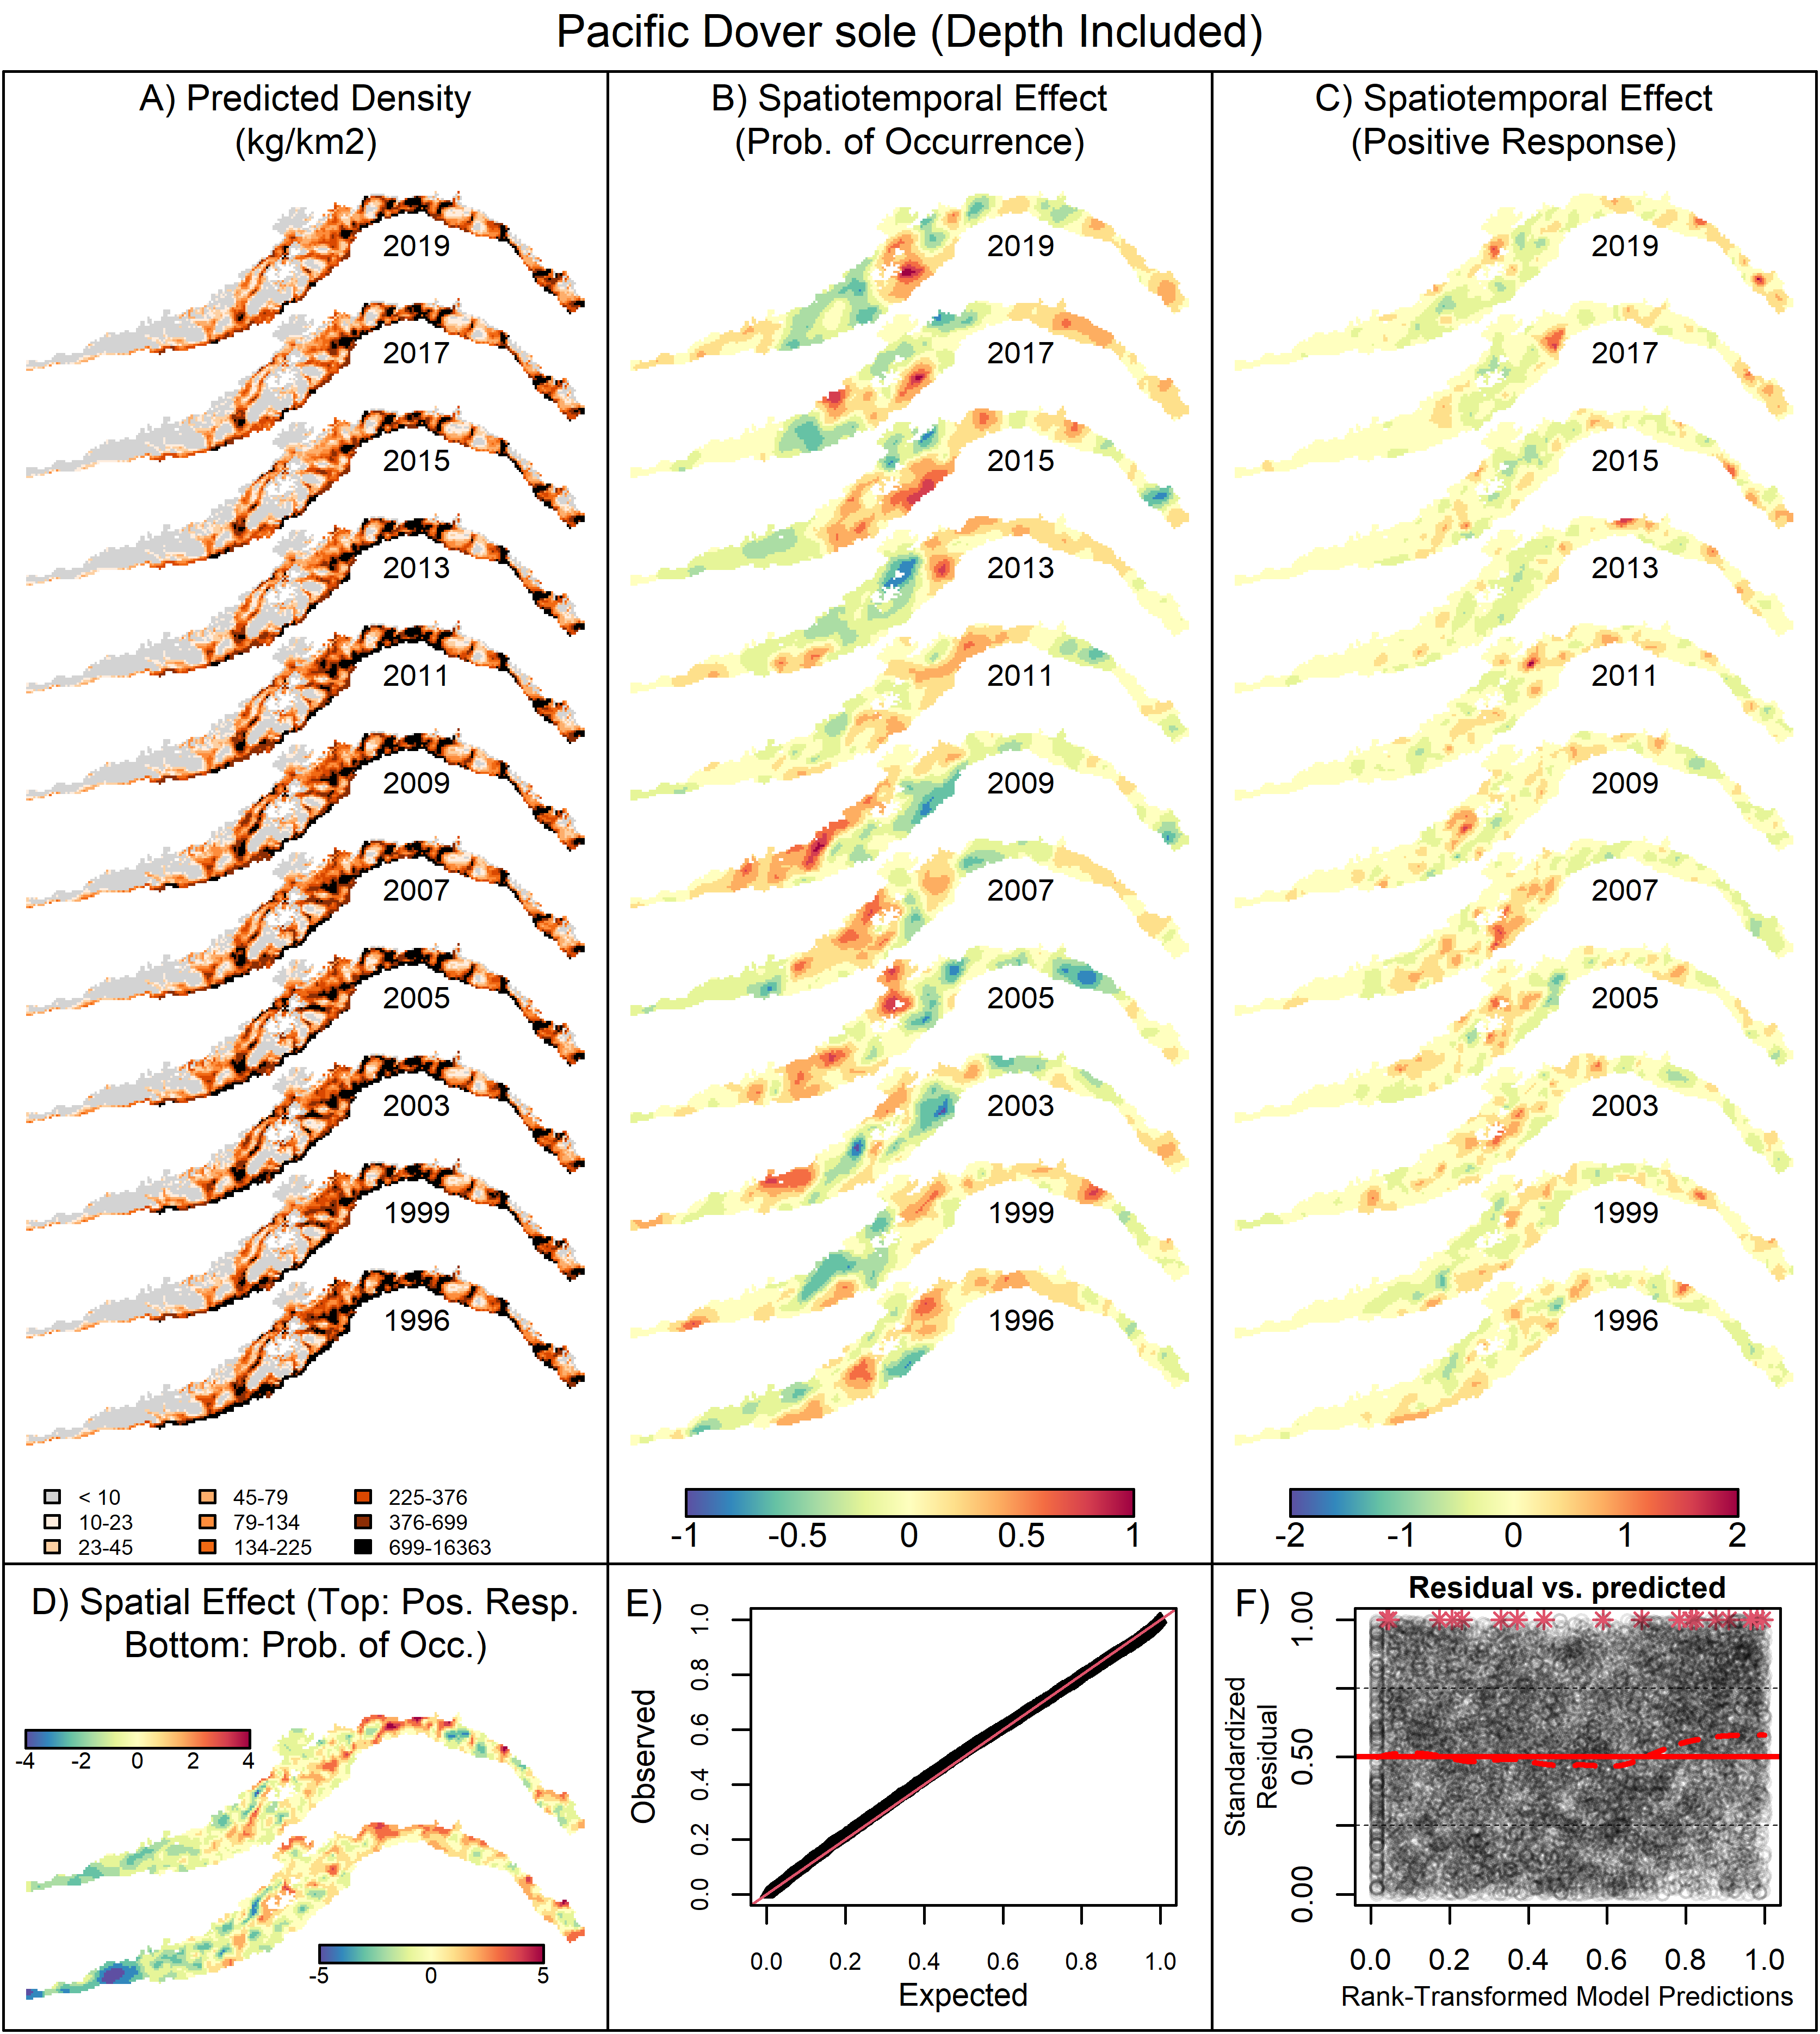 Pacific Dover sole (Depth Included)
A) Predicted Density
(kg/km2)
2019
2017
2015
2013
2011
2009
2007
2005
2003
1999
1996
< 10
45-79
225-376
10-23
79-134
376-699
23-45
134-225
699-16363
B) Spatiotemporal Effect
(Prob. of Occurrence)
2019
2017
2015
2013
2011
2009
2007
2005
2003
1999
1996
-1 -0.5 0 0.5 1
C) Spatiotemporal Effect
(Positive Response)
2019
2017
2015
2013
2011
2009
2007
2005
2003
1999
1996
-2 -1 0 1 2
D) Spatial Effect (Top: Pos. Resp.
Bottom: Prob. of Occ.)
-4 -2 0 2 4
-5 0 5
E)
Observed
1.0
0.8
0.6
0.4
0.2
0.0
0.0 0.2 0.4 0.6 0.8 1.0
Expected
F)
Residual vs. predicted
Standardized
Residual
1.00
0.50
0.00
0.0 0.2 0.4 0.6 0.8 1.0
Rank-Transformed Model Predictions